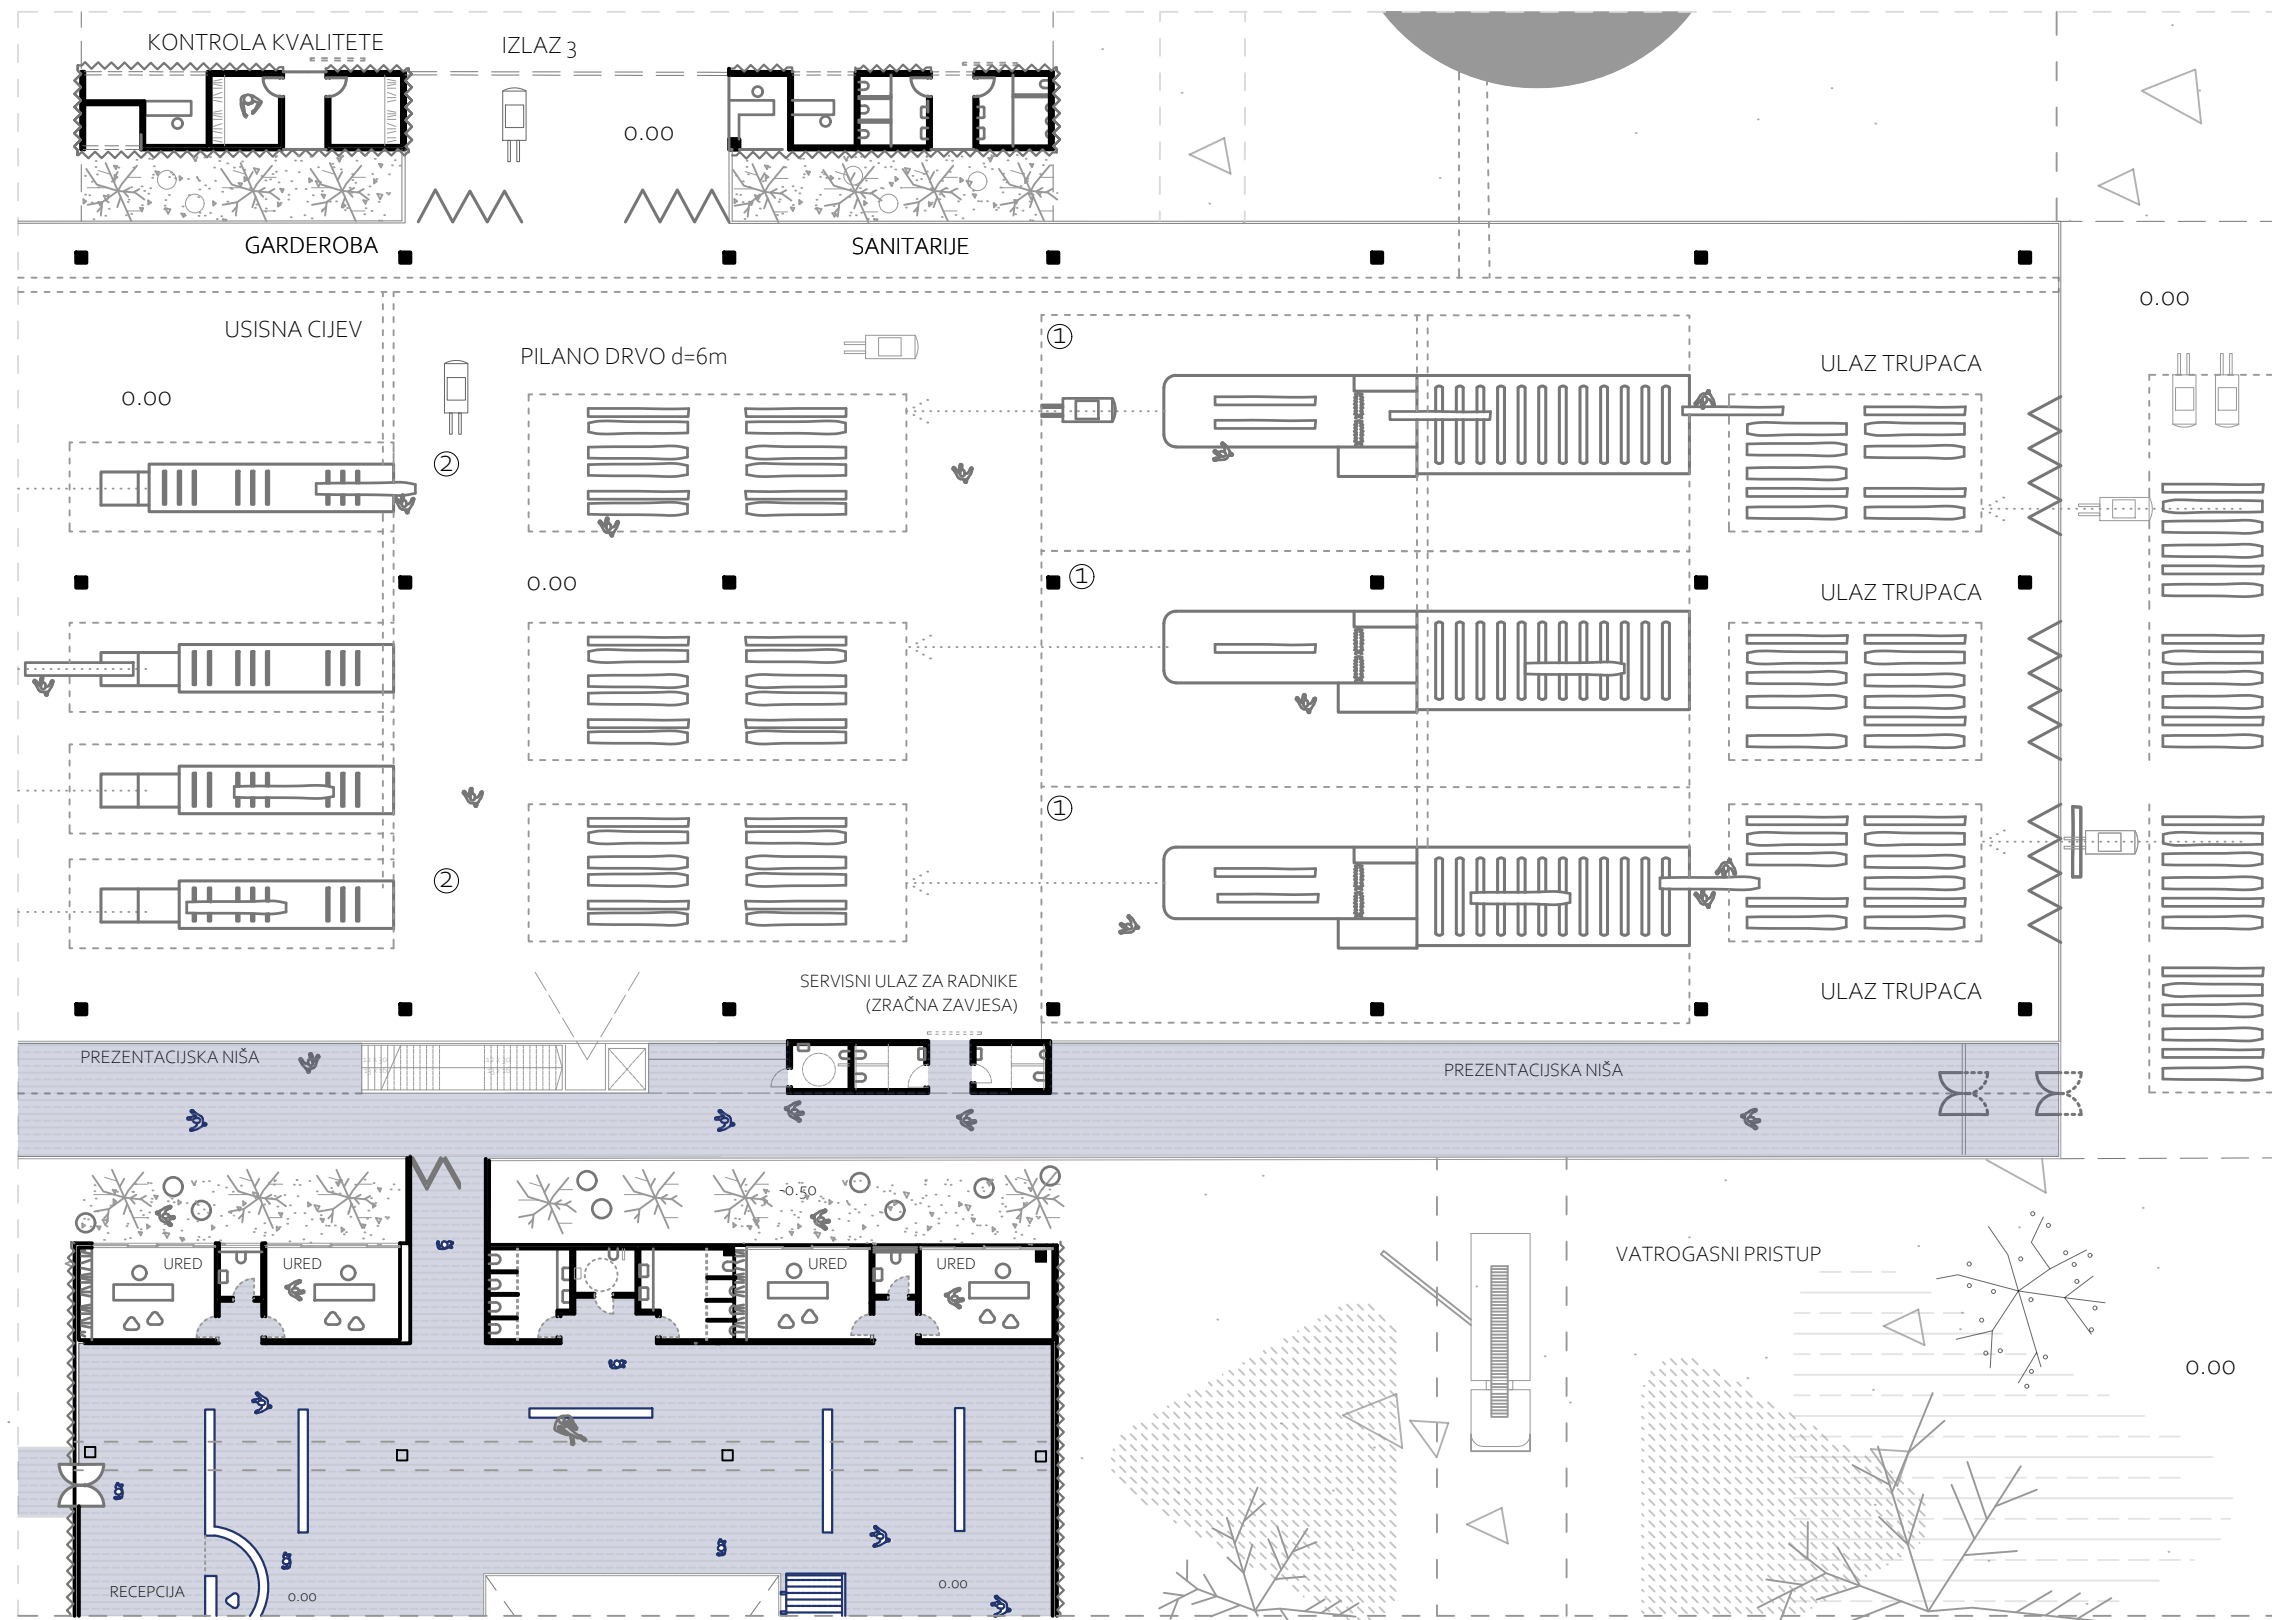 KONTROLA KVALITETE
IZLAZ 3
0.00
GARDEROBA
SANITARIJE
0.00
USISNA CIJEV
1
PILANO DRVO d=6m
ULAZ TRUPACA
0.00
2
1
0.00
ULAZ TRUPACA
1
2
SERVISNI ULAZ ZA RADNIKE
(ZRAČNA ZAVJESA)
ULAZ TRUPACA
PREZENTACIJSKA NIŠA
PREZENTACIJSKA NIŠA
-0.50
URED
URED
URED
URED
VATROGASNI PRISTUP
0.00
RECEPCIJA
0.00
0.00